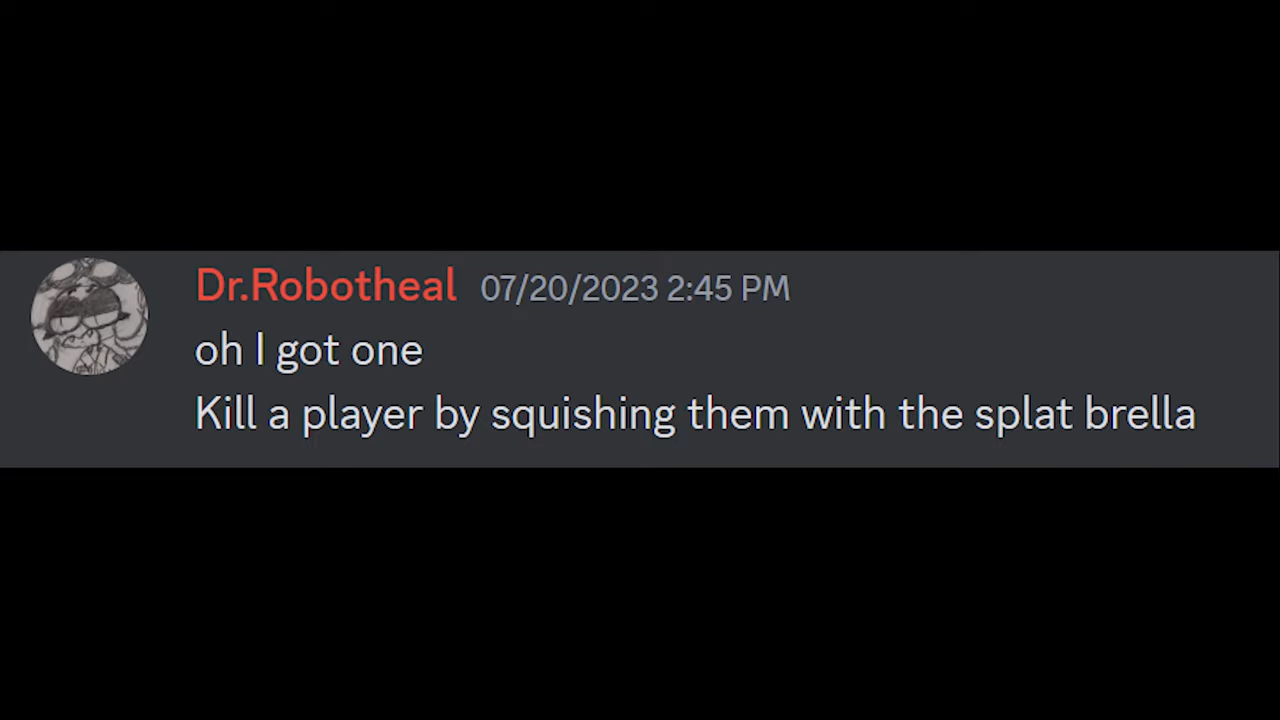 Dr.Robotheal 07/20/2023 2:45 PM
oh I got one
Kill a player by squishing them with the splat brella